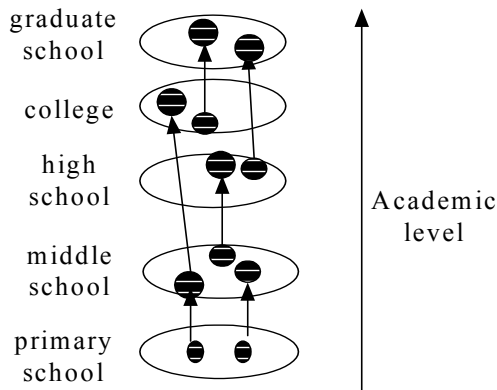 graduate
school
college
high
school
middle
school
primary
school
Academic
level